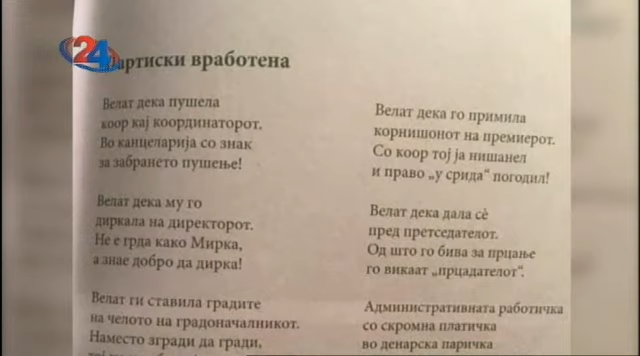 24
Партиски вработена
Велат дека пушела
коор кај координаторот.
Во канцеларија со знак
за забрането пушење!
Велат дека му го
диркала на директорот.
Не е грда како Мирка,
а знае добро да дирка!
Велат ги ставила градите
на челото на градоначалникот.
Наместо згради да гради,
Велат дека го примила
корнишонот на премиерот.
Со коор тој ја нишанел
и право „у срида“ погодил!
Велат дека дала сѐ
пред претседателот.
Од што го бива за прцање
го викаат „прцадателот“.
Административната работичка
со скромна платичка
во денарска паричка